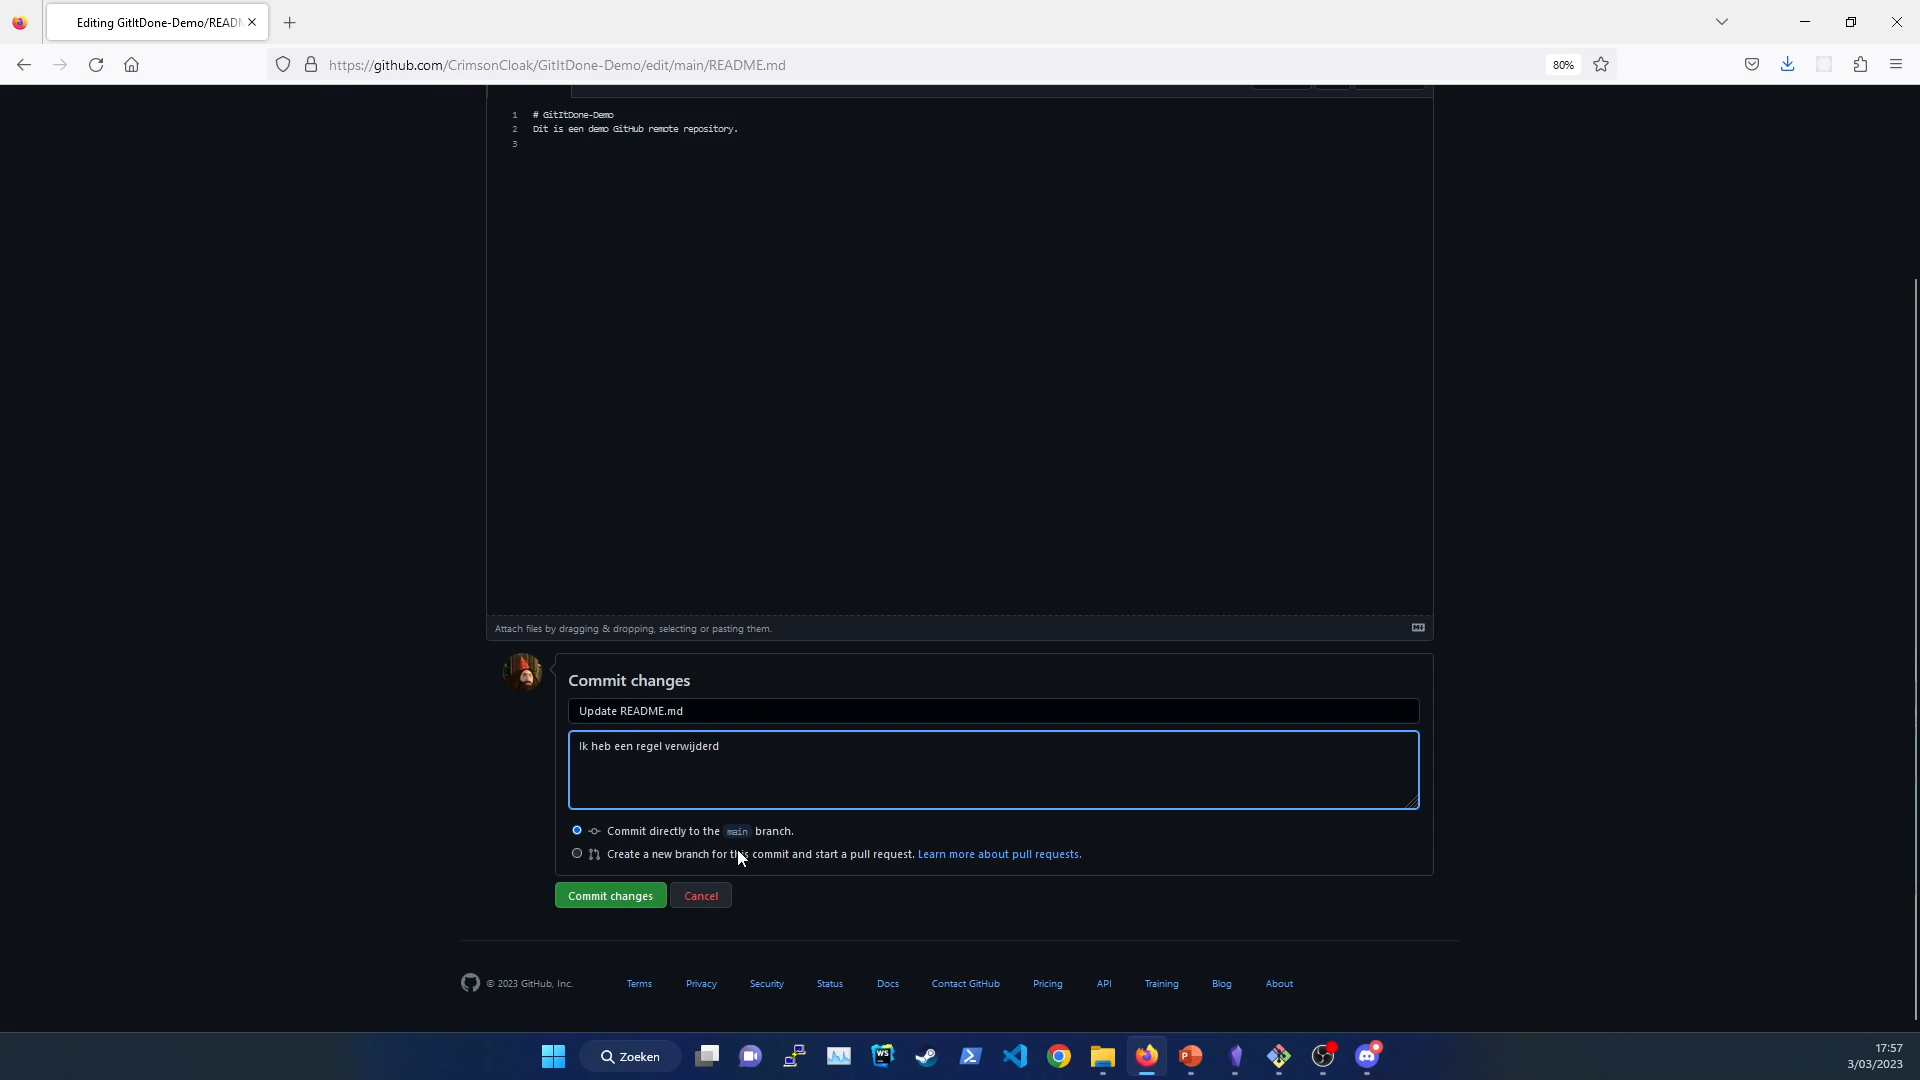 Editing GitItDone-Demo/READM
https://github.com/CrimsonCloak/GitItDone-Demo/edit/main/README.md
80%
1 # GitItDone-Demo
2 Dit is een demo GitHub remote repository.
3
Attach files by dragging & dropping, selecting or pasting them.
Commit changes
Update README.md
Ik heb een regel verwijderd
Commit directly to the main branch.
Create a new branch for this commit and start a pull request. Learn more about pull requests.
Commit changes
Cancel
© 2023 GitHub, Inc.
Terms
Privacy
Security
Status
Docs
Contact GitHub
Pricing
API
Training
Blog
About
Zoeken
WS
P
17:57
3/03/2023